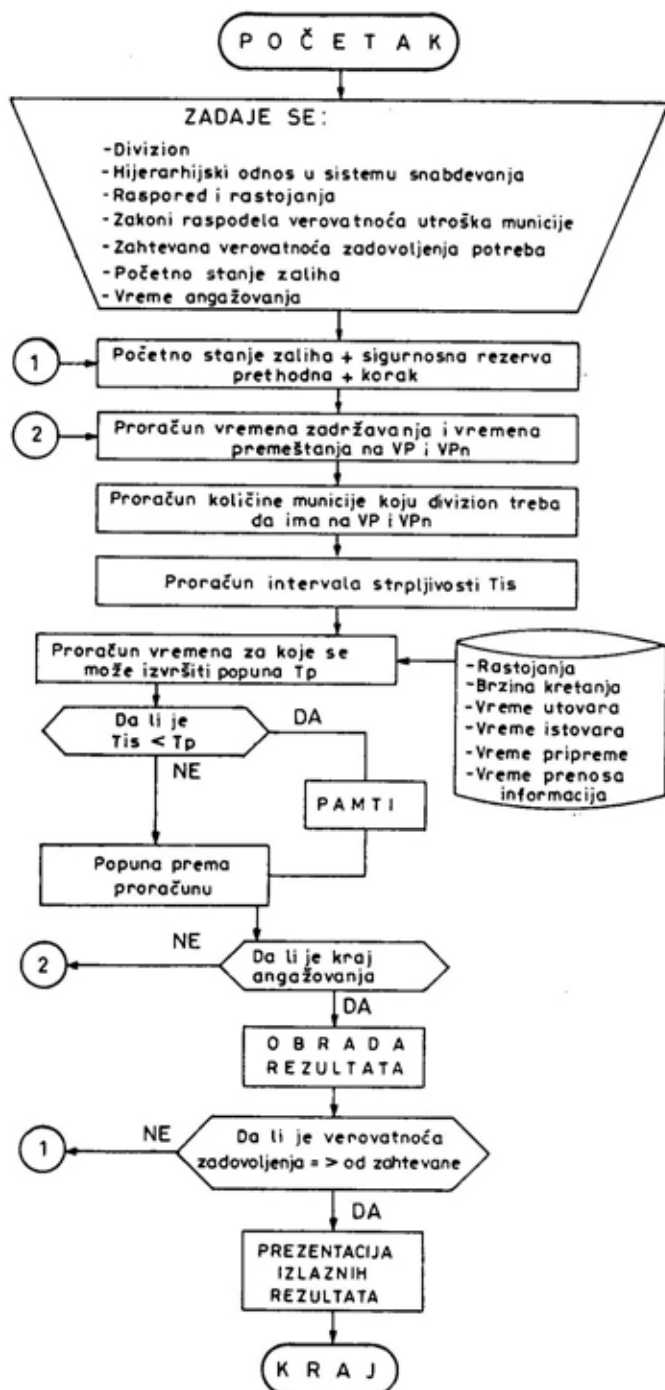 POČETAK
ZADAJE SE:
-Divizion
-Hijerarhijski odnos u sistemu snabdevanja
-Raspored i rastojanja
-Zakoni raspodela verovatnoća utroška municije
-Zahtevana verovatnoća zadovoljenja potreba
-Početno stanje zaliha
-Vreme angažovanja
1
Početno stanje zaliha + sigurnosna rezerva
prethodna + korak
2
Proračun vremena zadržavanja i vremena
premeštanja na VP i VPn
Proračun količine municije koju divizion treba
da ima na VP i VPn
Proračun intervala strpljivosti Tis
Proračun vremena za koje se
može izvršiti popuna Tp
-Rastojanja
-Brzina kretanja
-Vreme utovara
-Vreme istovara
-Vreme pripreme
-Vreme prenosa
informacija
Da li je
Tis < Tp
DA
NE
PAMTI
Popuna prema
proračunu
NE
2
Da li je kraj
angažovanja
DA
OBRADA
REZULTATA
NE
1
Da li je verovatnoća
zadovoljenja = > od zahtevane
DA
PREZENTACIJA
IZLAZNIH
REZULTATA
KRAJ